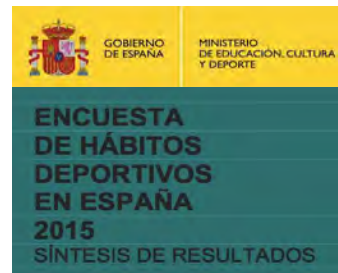 GOBIERNO
DE ESPAÑA
MINISTERIO
DE EDUCACIÓN, CULTURA
Y DEPORTE
ENCUESTA
DE HÁBITOS
DEPORTIVOS
EN ESPAÑA
2015
SÍNTESIS DE RESULTADOS